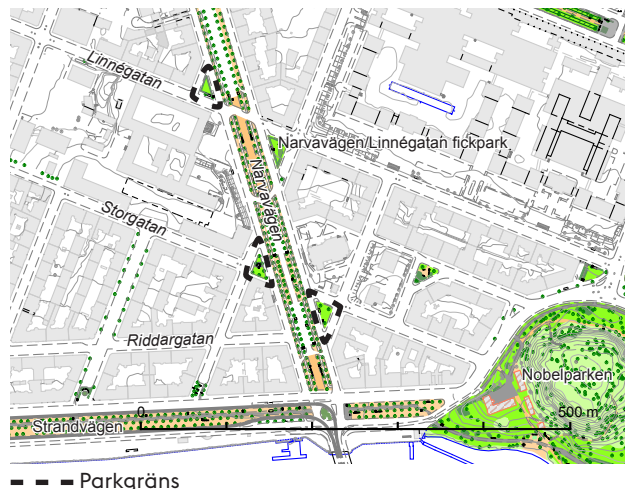 Linnégatan
Narvavägen/Linnégatan fickpark
Narvavägen
Storgatan
Riddargatan
Nobelparken
0
500 m
Strandvägen
Parkgräns